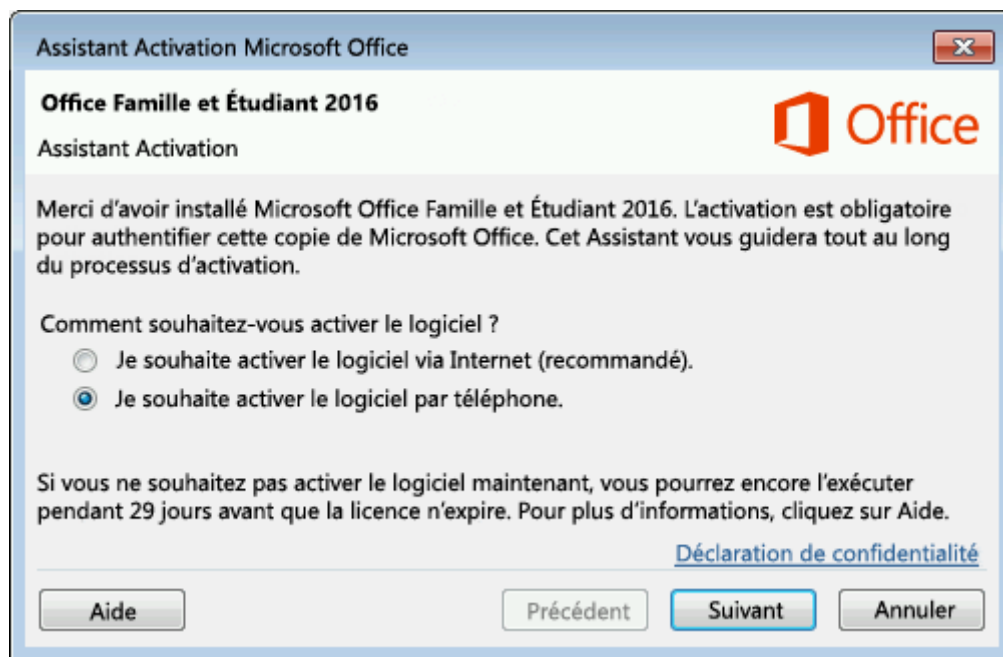 Assistant Activation Microsoft Office
Office Famille et Étudiant 2016
Office
Assistant Activation
Merci d'avoir installé Microsoft Office Famille et Étudiant 2016. L'activation est obligatoire
pour authentifier cette copie de Microsoft Office. Cet Assistant vous guidera tout au long
du processus d'activation.
Comment souhaitez-vous activer le logiciel ?
Je souhaite activer le logiciel via Internet (recommandé).
Je souhaite activer le logiciel par téléphone.
Si vous ne souhaitez pas activer le logiciel maintenant, vous pourrez encore l'exécuter
pendant 29 jours avant que la licence n'expire. Pour plus d'informations, cliquez sur Aide.
Déclaration de confidentialité
Aide Précédent Suivant Annuler